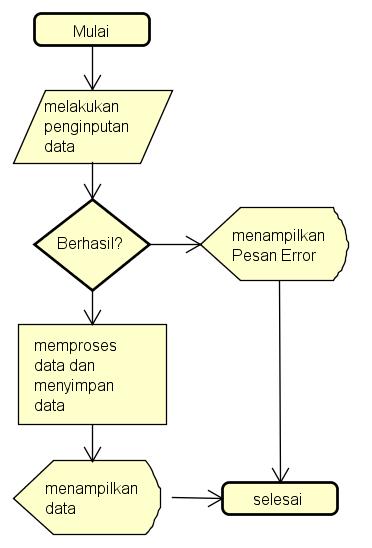 Mulai
melakukan
penginputan
data
Berhasil?
menampilkan
Pesan Error
memproses
data dan
menyimpan
data
menampilkan
data
selesai